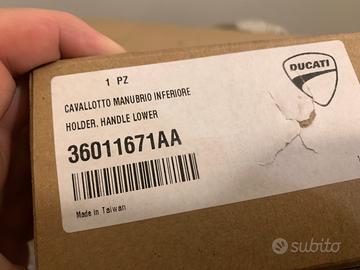 1 PZ
DUCATI
CAVALLOTTO MANUBRIO INFERIORE
HOLDER, HANDLE LOWER
36011671AA
Made in Taiwan
subito